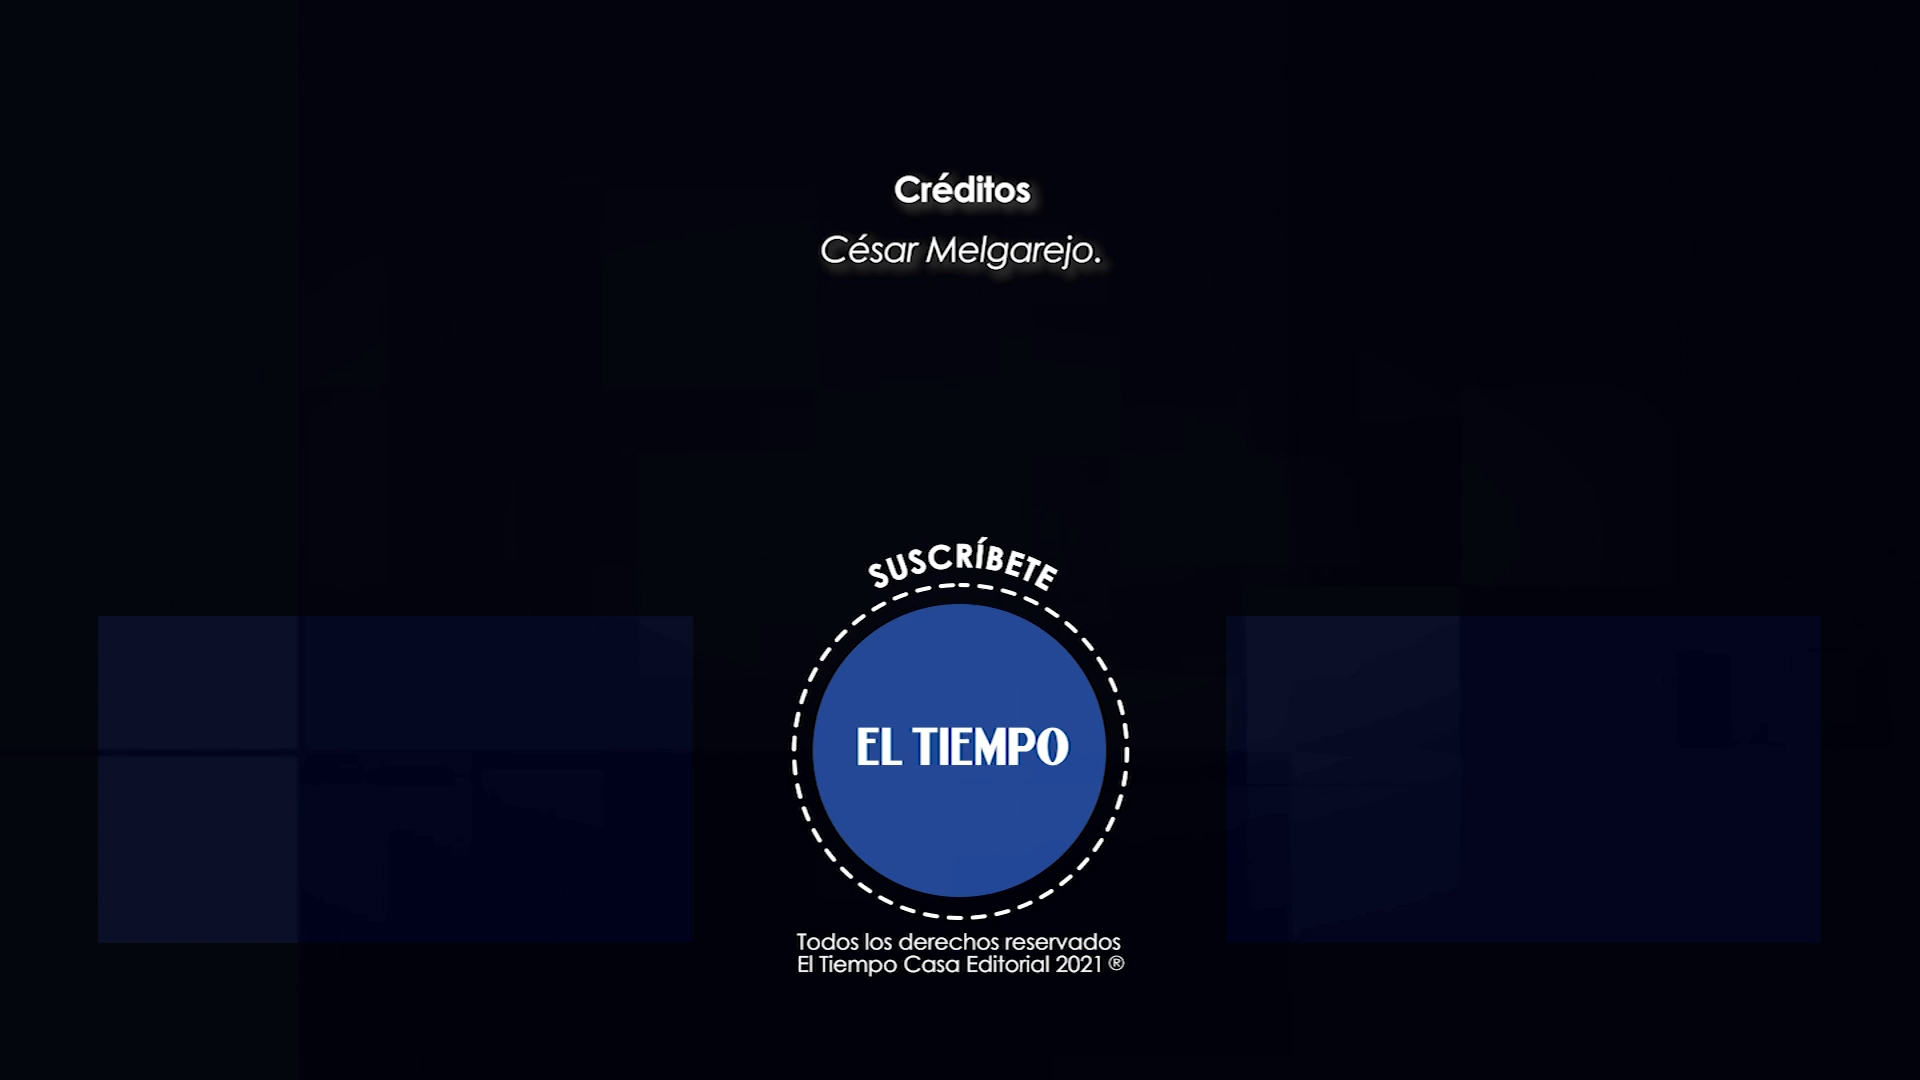 Créditos
César Melgarejo.
SUSCRÍBETE
EL TIEMPO
Todos los derechos reservados
El Tiempo Casa Editorial 2021 ®